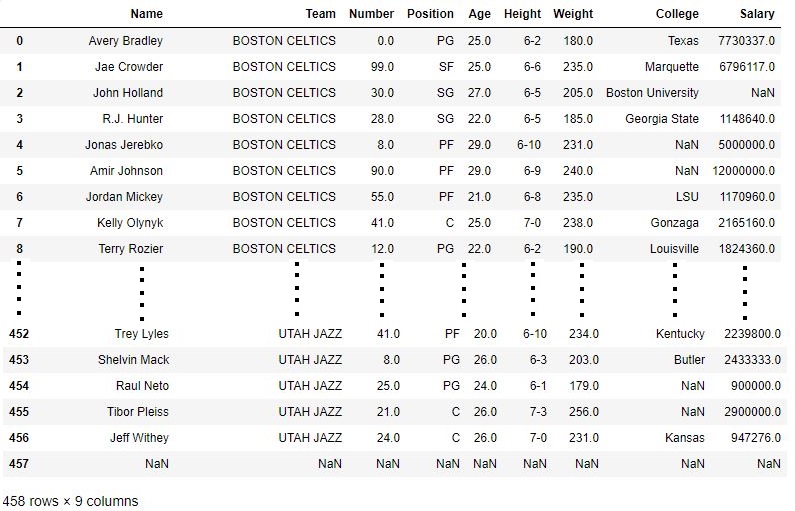 Name Team Number Position Age Height Weight College Salary
0 Avery Bradley BOSTON CELTICS 0.0 PG 25.0 6-2 180.0 Texas 7730337.0
1 Jae Crowder BOSTON CELTICS 99.0 SF 25.0 6-6 235.0 Marquette 6796117.0
2 John Holland BOSTON CELTICS 30.0 SG 27.0 6-5 205.0 Boston University NaN
3 R.J. Hunter BOSTON CELTICS 28.0 SG 22.0 6-5 185.0 Georgia State 1148640.0
4 Jonas Jerebko BOSTON CELTICS 8.0 PF 29.0 6-10 231.0 NaN 5000000.0
5 Amir Johnson BOSTON CELTICS 90.0 PF 29.0 6-9 240.0 NaN 12000000.0
6 Jordan Mickey BOSTON CELTICS 55.0 PF 21.0 6-8 235.0 LSU 1170960.0
7 Kelly Olynyk BOSTON CELTICS 41.0 C 25.0 7-0 238.0 Gonzaga 2165160.0
8 Terry Rozier BOSTON CELTICS 12.0 PG 22.0 6-2 190.0 Louisville 1824360.0
452 Trey Lyles UTAH JAZZ 41.0 PF 20.0 6-10 234.0 Kentucky 2239800.0
453 Shelvin Mack UTAH JAZZ 8.0 PG 26.0 6-3 203.0 Butler 2433333.0
454 Raul Neto UTAH JAZZ 25.0 PG 24.0 6-1 179.0 NaN 900000.0
455 Tibor Pleiss UTAH JAZZ 21.0 C 26.0 7-3 256.0 NaN 2900000.0
456 Jeff Withey UTAH JAZZ 24.0 C 26.0 7-0 231.0 Kansas 947276.0
457 NaN NaN NaN NaN NaN NaN NaN NaN NaN
458 rows × 9 columns